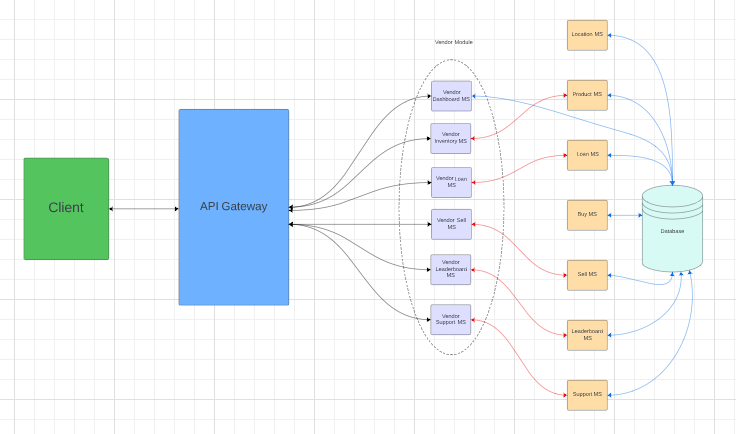 Location MS
Vendor Module
Vendor
Dashboard MS
Product MS
Vendor
Inventory MS
Loan MS
Vendor Loan
MS
Client
API Gateway
Vendor Sell
MS
Buy MS
Database
Vendor
Leaderboard
MS
Sell MS
Vendor
Support MS
Leaderboard
MS
Support MS